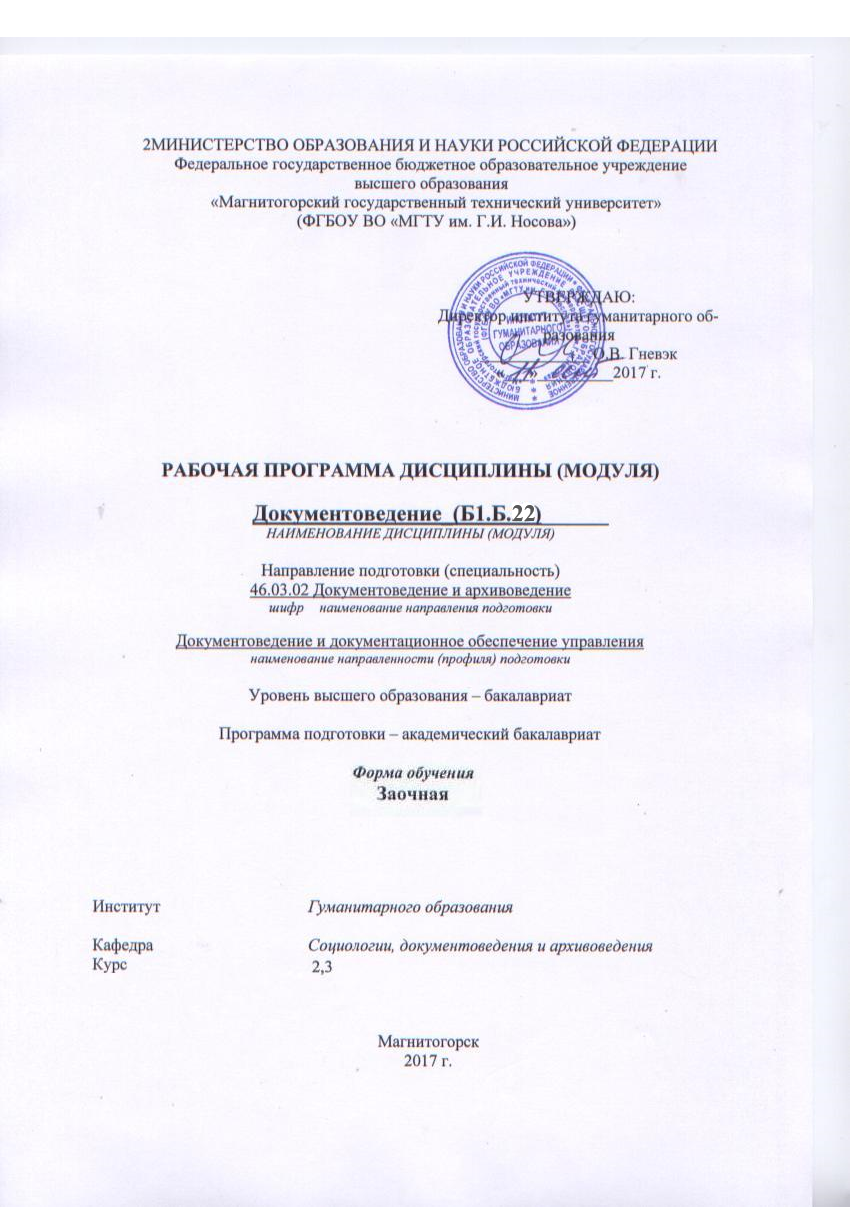 2МИНИСТЕРСТВО ОБРАЗОВАНИЯ И НАУКИ РОССИЙСКОЙ ФЕДЕРАЦИИ
Федеральное государственное бюджетное образовательное учреждение
высшего образования
«Магнитогорский государственный технический университет»
(ФГБОУ ВО «МГТУ им. Г.И. Носова»)
УТВЕРЖДАЮ:
Директор института гуманитарного об-
разования
О.В. Гневэк
2017 г.
ГУМАНИТАРНОГО
ОБРАЗОВАНИЯ
РАБОЧАЯ ПРОГРАММА ДИСЦИПЛИНЫ (МОДУЛЯ)
Документоведение (Б1.Б.22)
НАИМЕНОВАНИЕ ДИСЦИПЛИНЫ (МОДУЛЯ)
Направление подготовки (специальность)
46.03.02 Документоведение и архивоведение
шифр наименование направления подготовки
Документоведение и документационное обеспечение управления
наименование направленности (профиля) подготовки
Уровень высшего образования – бакалавриат
Программа подготовки – академический бакалавриат
Форма обучения
Заочная
Институт Гуманитарного образования
Кафедра Социологии, документоведения и архивоведения
Курс 2,3
Магнитогорск
2017 г.